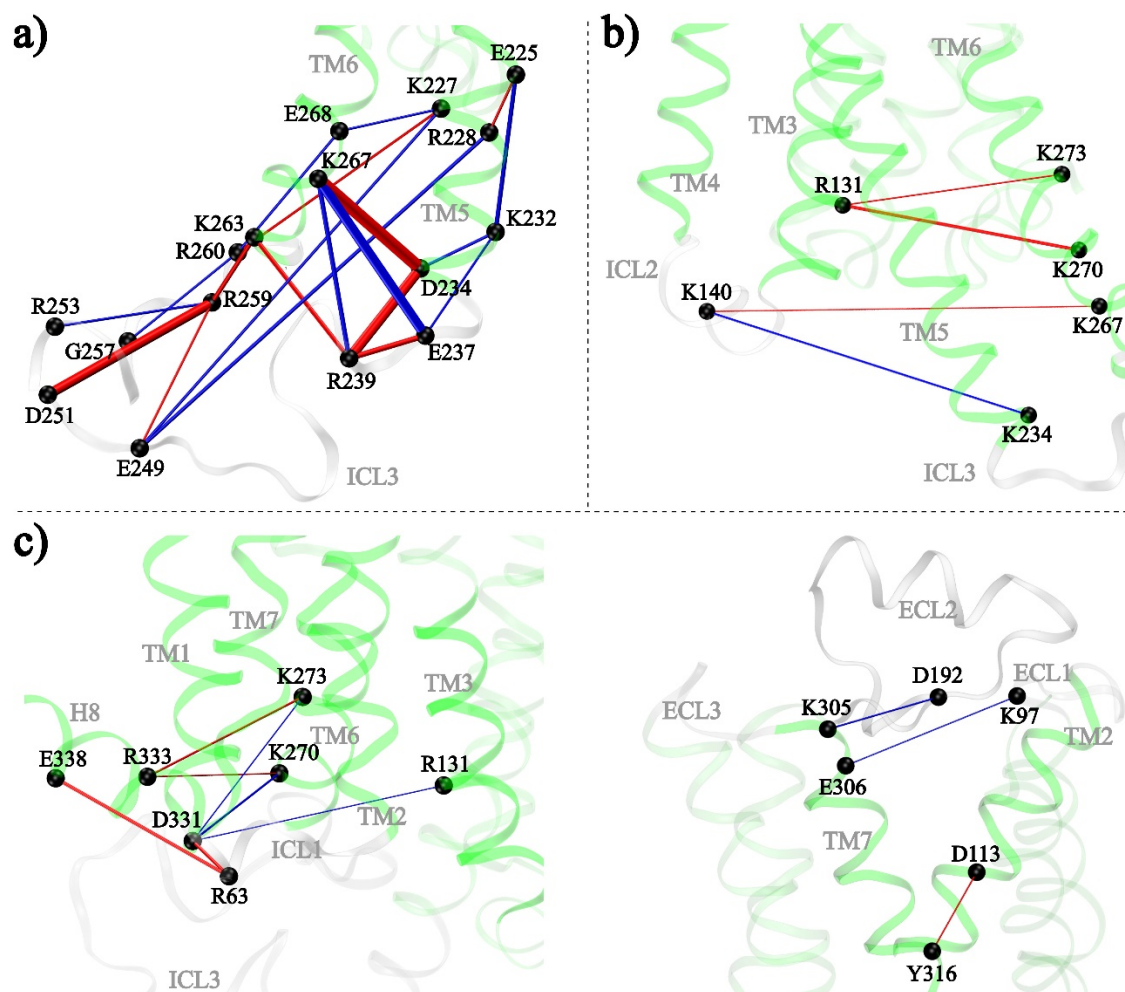 a)
TM6
E225
K227
E268
R228
K267
TM5
K263
K232
R260
D234
R259
R253
G257
E237
R239
D251
E249
ICL3
b)
TM6
TM3
K273
R131
TM4
K270
ICL2
K140
K267
TM5
K234
ICL3
c)
TM7
TM1
K273
TM3
H8
TM6
E338
R333
K270
R131
D331
TM2
ICL1
R63
ICL3
ECL2
D192
ECL1
K305
K97
ECL3
TM2
E306
TM7
D113
Y316